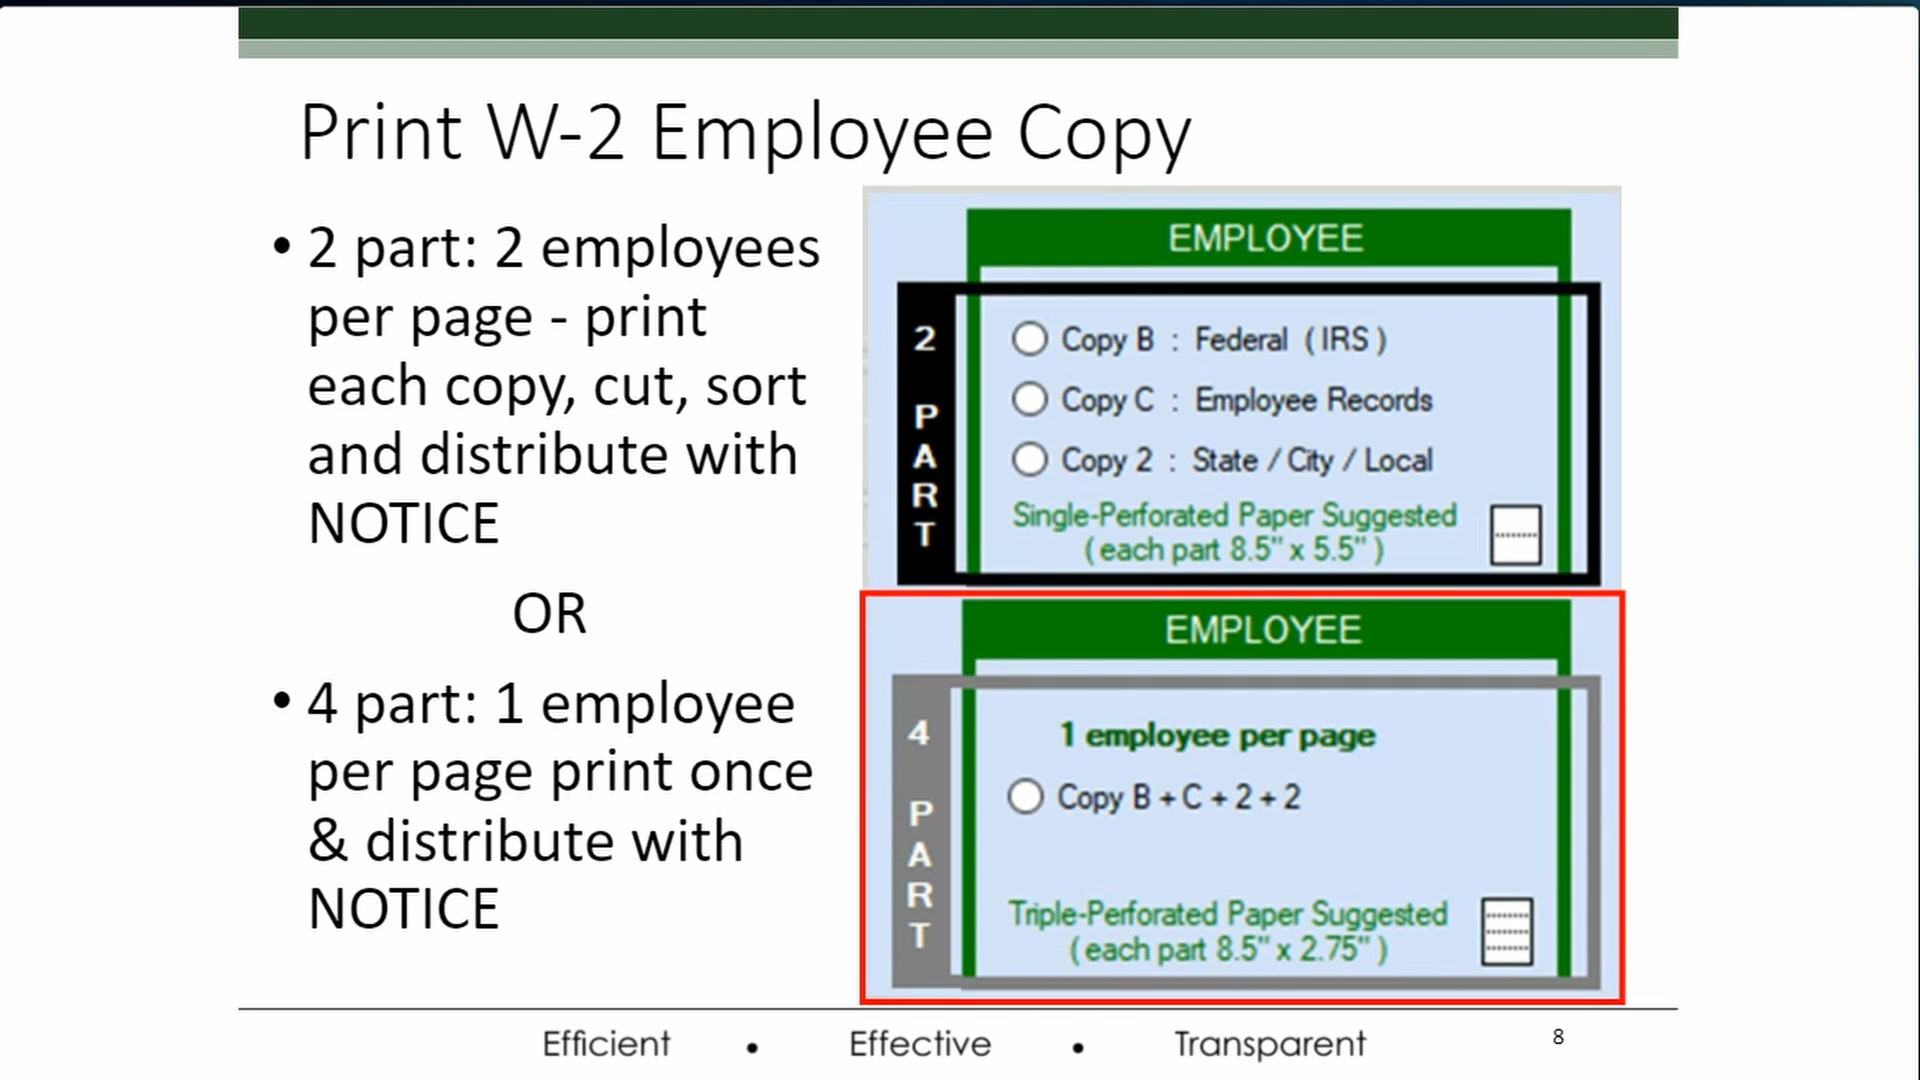 Print W-2 Employee Copy
• 2 part: 2 employees
per page - print
each copy, cut, sort
and distribute with
NOTICE
OR
• 4 part: 1 employee
per page print once
& distribute with
NOTICE
EMPLOYEE
2 PART
Copy B : Federal ( IRS )
Copy C : Employee Records
Copy 2 : State / City / Local
Single-Perforated Paper Suggested
( each part 8.5" x 5.5" )
EMPLOYEE
4 PART
1 employee per page
Copy B + C + 2 + 2
Triple-Perforated Paper Suggested
( each part 8.5" x 2.75" )
Efficient • Effective • Transparent
8